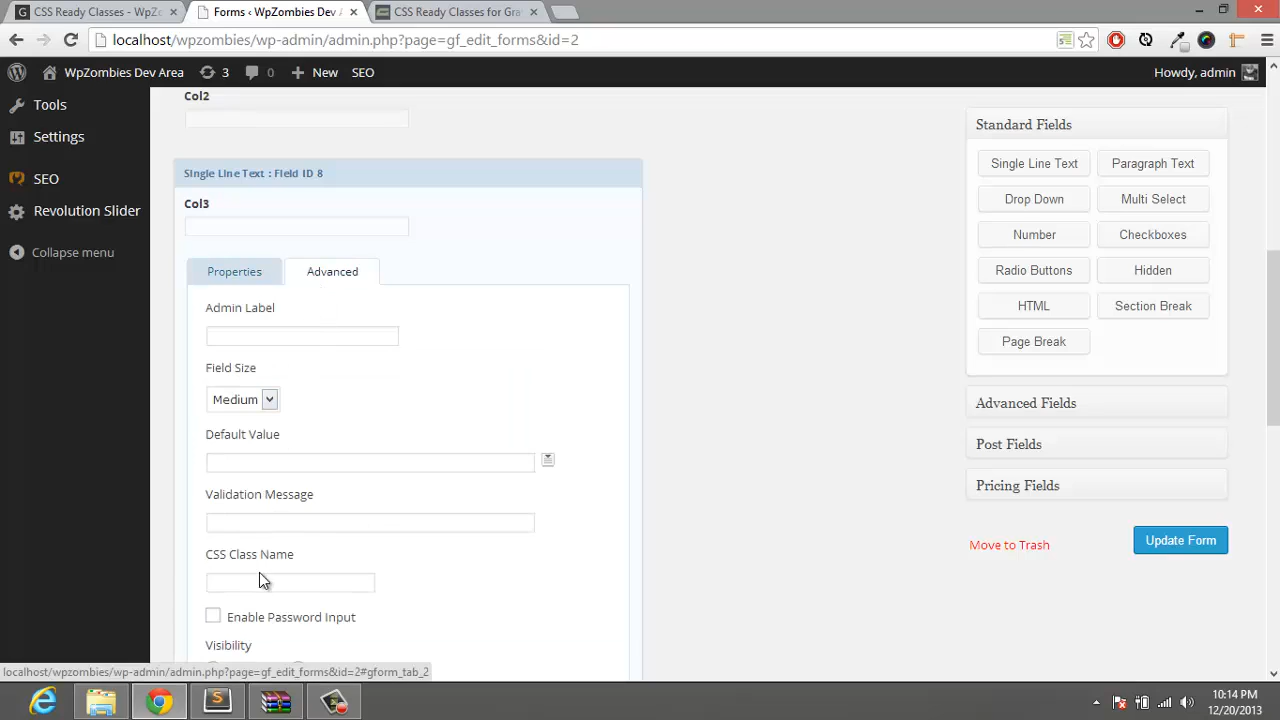 CSS Ready Classes - WpZo
Forms ‹ WpZombies Dev A
CSS Ready Classes for Gra
localhost/wpzombies/wp-admin/admin.php?page=gf_edit_forms&id=2
WpZombies Dev Area 3 0 New SEO Howdy, admin
Tools
Settings
SEO
Revolution Slider
Collapse menu
Col2
Single Line Text : Field ID 8
Col3
Properties Advanced
Admin Label
Field Size
Medium
Default Value
Validation Message
CSS Class Name
Enable Password Input
Visibility
Standard Fields
Single Line Text Paragraph Text
Drop Down Multi Select
Number Checkboxes
Radio Buttons Hidden
HTML Section Break
Page Break
Advanced Fields
Post Fields
Pricing Fields
Move to Trash Update Form
localhost/wpzombies/wp-admin/admin.php?page=gf_edit_forms&id=2#gform_tab_2
10:14 PM
12/20/2013